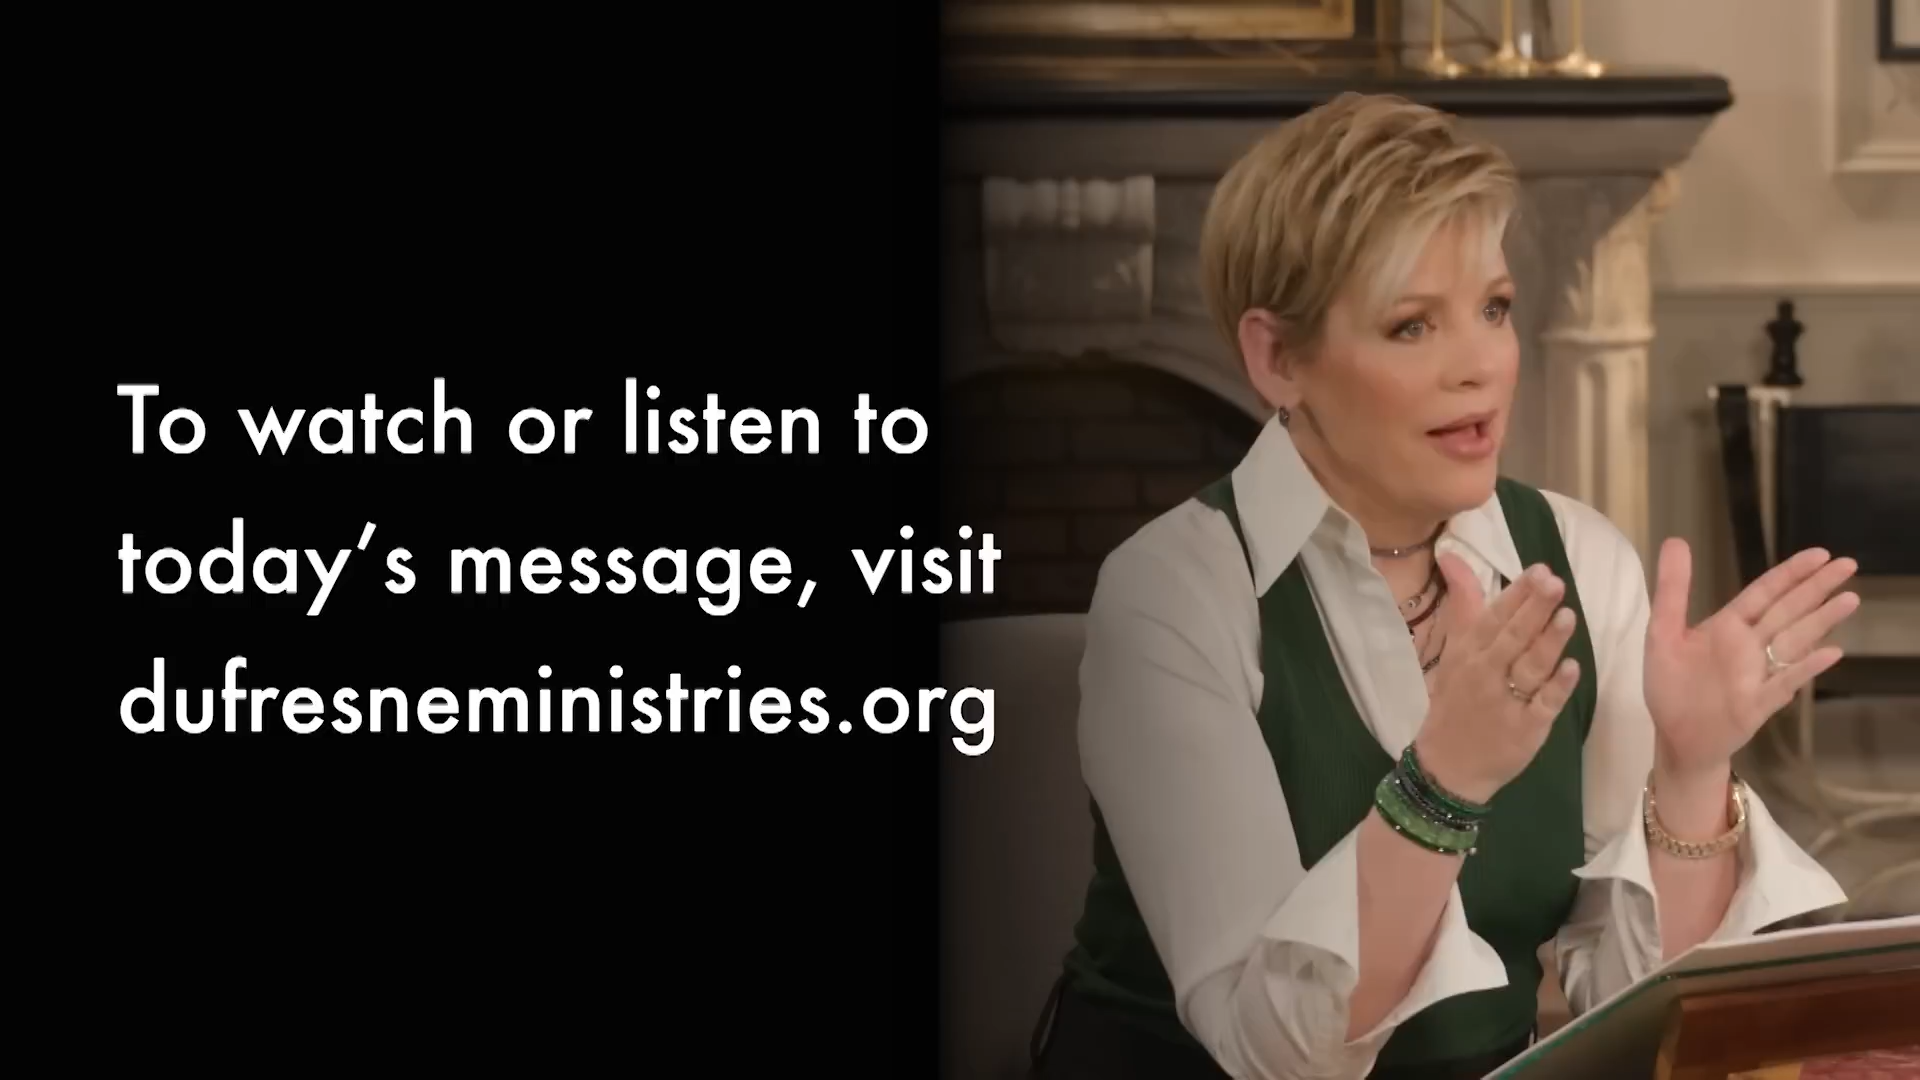 To watch or listen to
today’s message, visit
dufresneministries.org